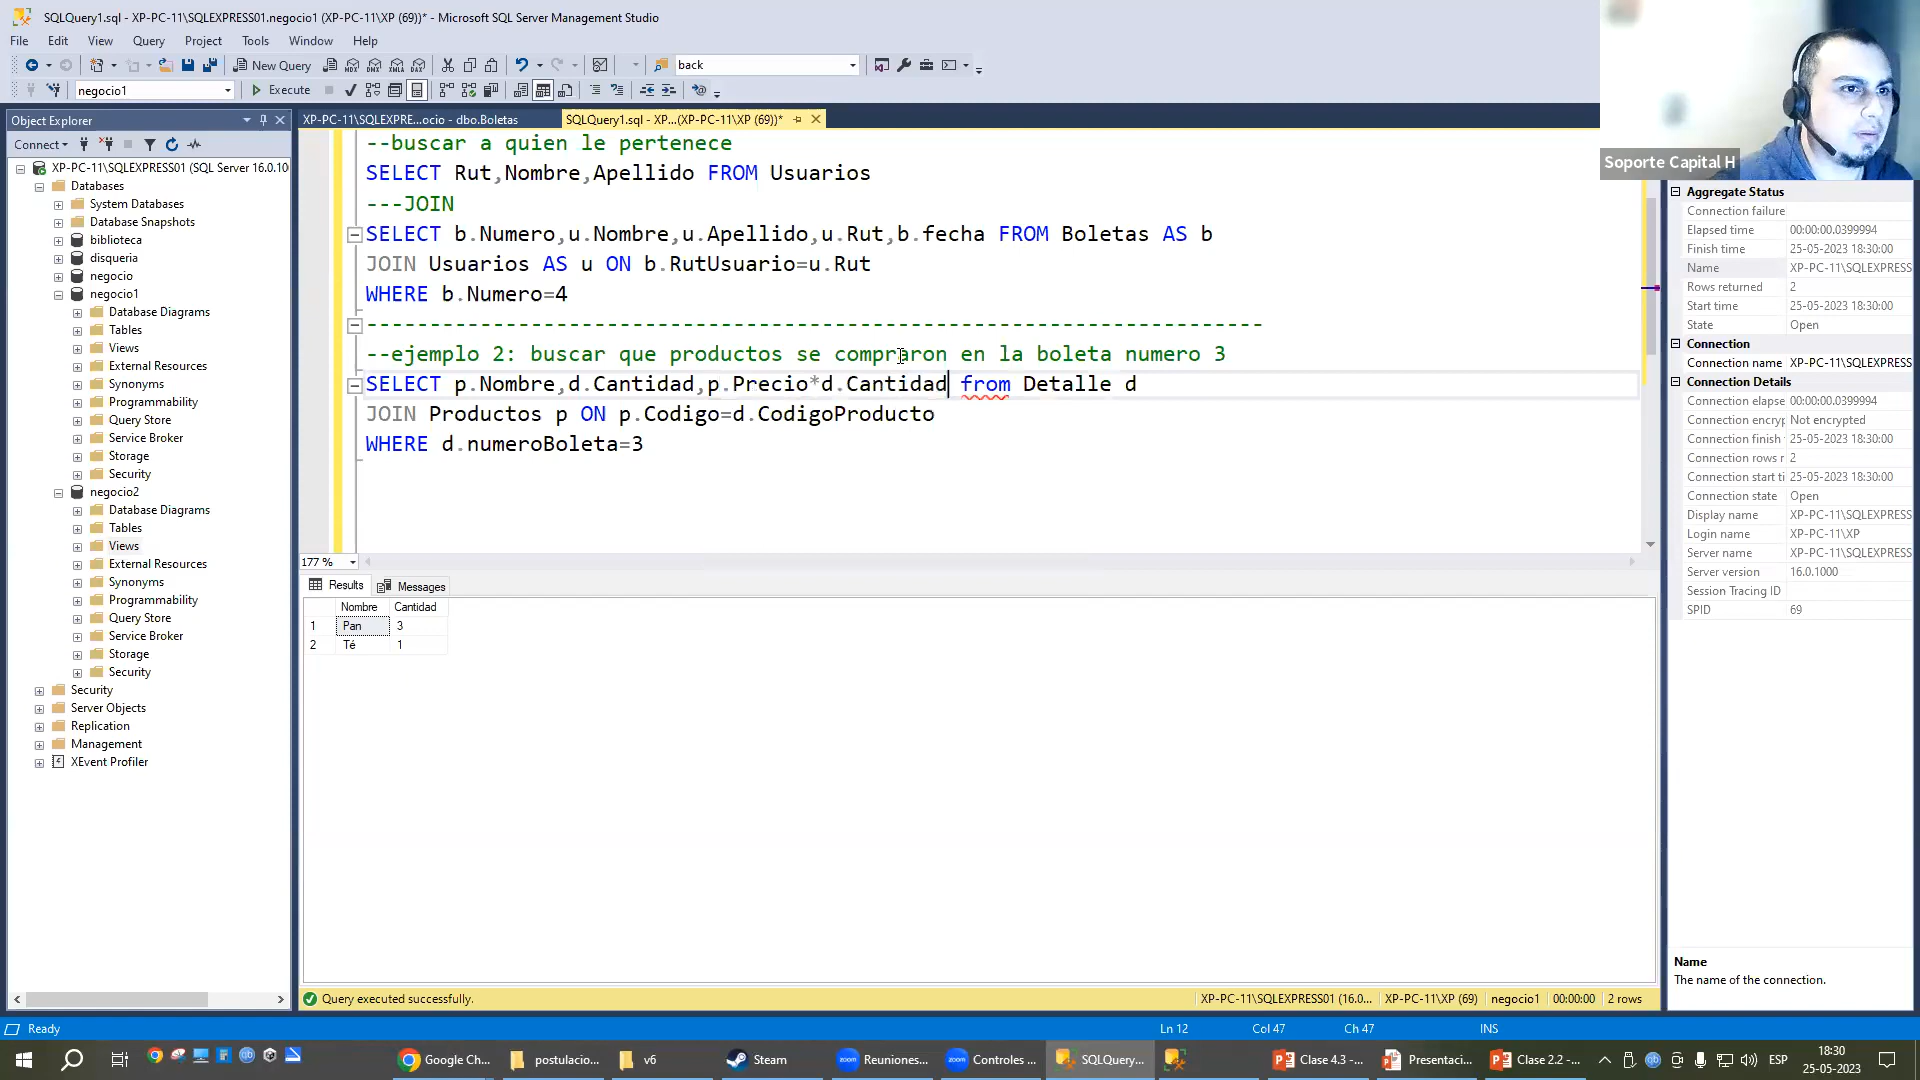 SQLQuery1.sql - XP-PC-11\SQLEXPRESS01.negocio1 (XP-PC-11\XP (69))* - Microsoft SQL Server Management Studio
File Edit View Query Project Tools Window Help
New Query back
negocio1 Execute
Soporte Capital H
Object Explorer
XP-PC-11\SQLEXPRE...ocio - dbo.Boletas SQLQuery1.sql - XP...(XP-PC-11\XP (69))*
Connect
XP-PC-11\SQLEXPRESS01 (SQL Server 16.0.10
Databases
System Databases
Database Snapshots
biblioteca
disqueria
negocio
negocio1
Database Diagrams
Tables
Views
External Resources
Synonyms
Programmability
Query Store
Service Broker
Storage
Security
negocio2
Database Diagrams
Tables
Views
External Resources
Synonyms
Programmability
Query Store
Service Broker
Storage
Security
Security
Server Objects
Replication
Management
XEvent Profiler
--buscar a quien le pertenece
SELECT Rut,Nombre,Apellido FROM Usuarios
---JOIN
SELECT b.Numero,u.Nombre,u.Apellido,u.Rut,b.fecha FROM Boletas AS b
JOIN Usuarios AS u ON b.RutUsuario=u.Rut
WHERE b.Numero=4
-----------------------------------------------------------------------
--ejemplo 2: buscar que productos se compraron en la boleta numero 3
SELECT p.Nombre,d.Cantidad,p.Precio*d.Cantidad from Detalle d
JOIN Productos p ON p.Codigo=d.CodigoProducto
WHERE d.numeroBoleta=3
177 %
Results Messages
Nombre Cantidad
1 Pan 3
2 Té 1
Query executed successfully. XP-PC-11\SQLEXPRESS01 (16.0... XP-PC-11\XP (69) negocio1 00:00:00 2 rows
Aggregate Status
Connection failure
Elapsed time 00:00:00.0399994
Finish time 25-05-2023 18:30:00
Name XP-PC-11\SQLEXPRESS
Rows returned 2
Start time 25-05-2023 18:30:00
State Open
Connection
Connection name XP-PC-11\SQLEXPRESS
Connection Details
Connection elapse 00:00:00.0399994
Connection encryp Not encrypted
Connection finish 25-05-2023 18:30:00
Connection rows r 2
Connection start ti 25-05-2023 18:30:00
Connection state Open
Display name XP-PC-11\SQLEXPRESS
Login name XP-PC-11\XP
Server name XP-PC-11\SQLEXPRESS
Server version 16.0.1000
Session Tracing ID
SPID 69
Name
The name of the connection.
Ready Ln 12 Col 47 Ch 47 INS
Google Ch... postulacio... v6 Steam Reuniones... Controles ... SQLQuery... Clase 4.3 -... Presentaci... Clase 2.2 -... ESP 18:30
25-05-2023